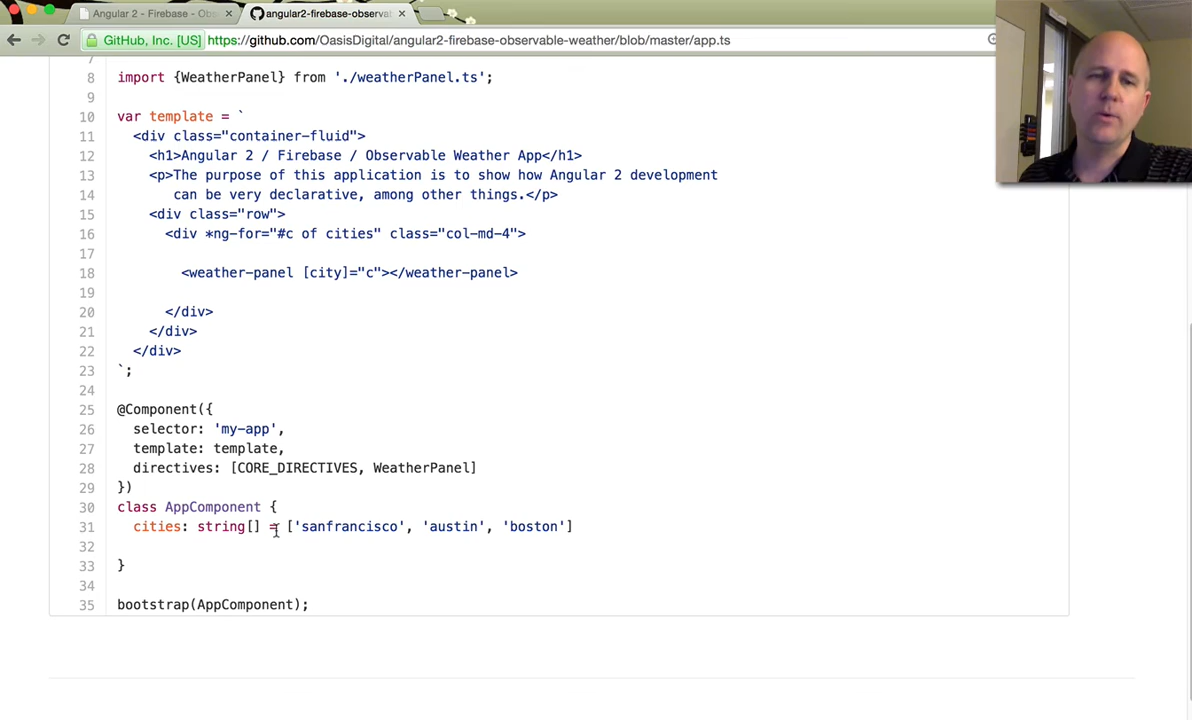 Angular 2 - Firebase - Obs
angular2-firebase-observa
GitHub, Inc. [US]
https://github.com/OasisDigital/angular2-firebase-observable-weather/blob/master/app.ts
7
8 import {WeatherPanel} from './weatherPanel.ts';
9
10 var template = `
11 <div class="container-fluid">
12 <h1>Angular 2 / Firebase / Observable Weather App</h1>
13 <p>The purpose of this application is to show how Angular 2 development
14 can be very declarative, among other things.</p>
15 <div class="row">
16 <div *ng-for="#c of cities" class="col-md-4">
17
18 <weather-panel [city]="c"></weather-panel>
19
20 </div>
21 </div>
22 </div>
23 `;
24
25 @Component({
26 selector: 'my-app',
27 template: template,
28 directives: [CORE_DIRECTIVES, WeatherPanel]
29 })
30 class AppComponent {
31 cities: string[] = ['sanfrancisco', 'austin', 'boston']
32
33 }
34
35 bootstrap(AppComponent);